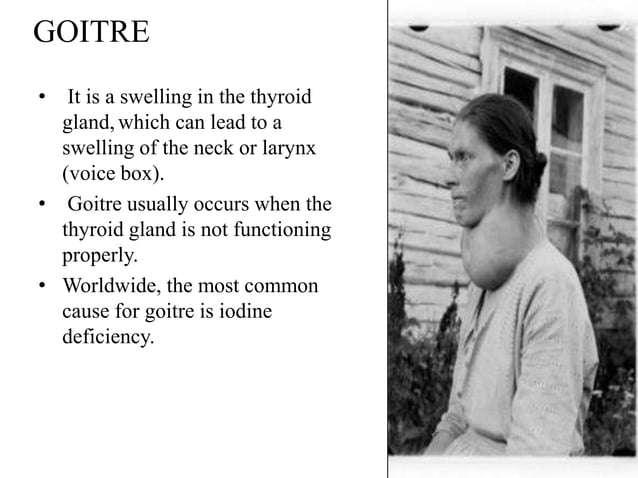 GOITRE
• It is a swelling in the thyroid
gland, which can lead to a
swelling of the neck or larynx
(voice box).
• Goitre usually occurs when the
thyroid gland is not functioning
properly.
• Worldwide, the most common
cause for goitre is iodine
deficiency.